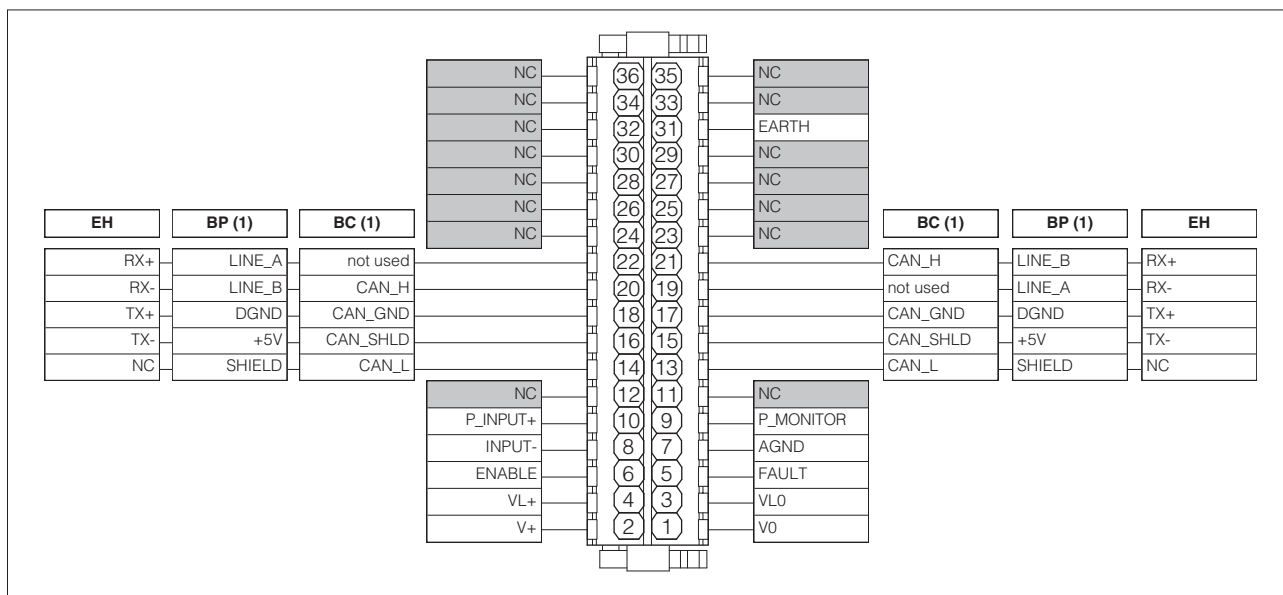 NC 36 35 NC
NC 34 33 NC
NC 32 31 EARTH
NC 30 29 NC
NC 28 27 NC
NC 26 25 NC
NC 24 23 NC
EH BP (1) BC (1) BC (1) BP (1) EH
RX+ LINE_A not used 22 21 CAN_H LINE_B RX+
RX- LINE_B CAN_H 20 19 not used LINE_A RX-
TX+ DGND CAN_GND 18 17 CAN_GND DGND TX+
TX- +5V CAN_SHLD 16 15 CAN_SHLD +5V TX-
NC SHIELD CAN_L 14 13 CAN_L SHIELD NC
NC 12 11 NC
P_INPUT+ 10 9 P_MONITOR
INPUT- 8 7 AGND
ENABLE 6 5 FAULT
VL+ 4 3 VL0
V+ 2 1 V0